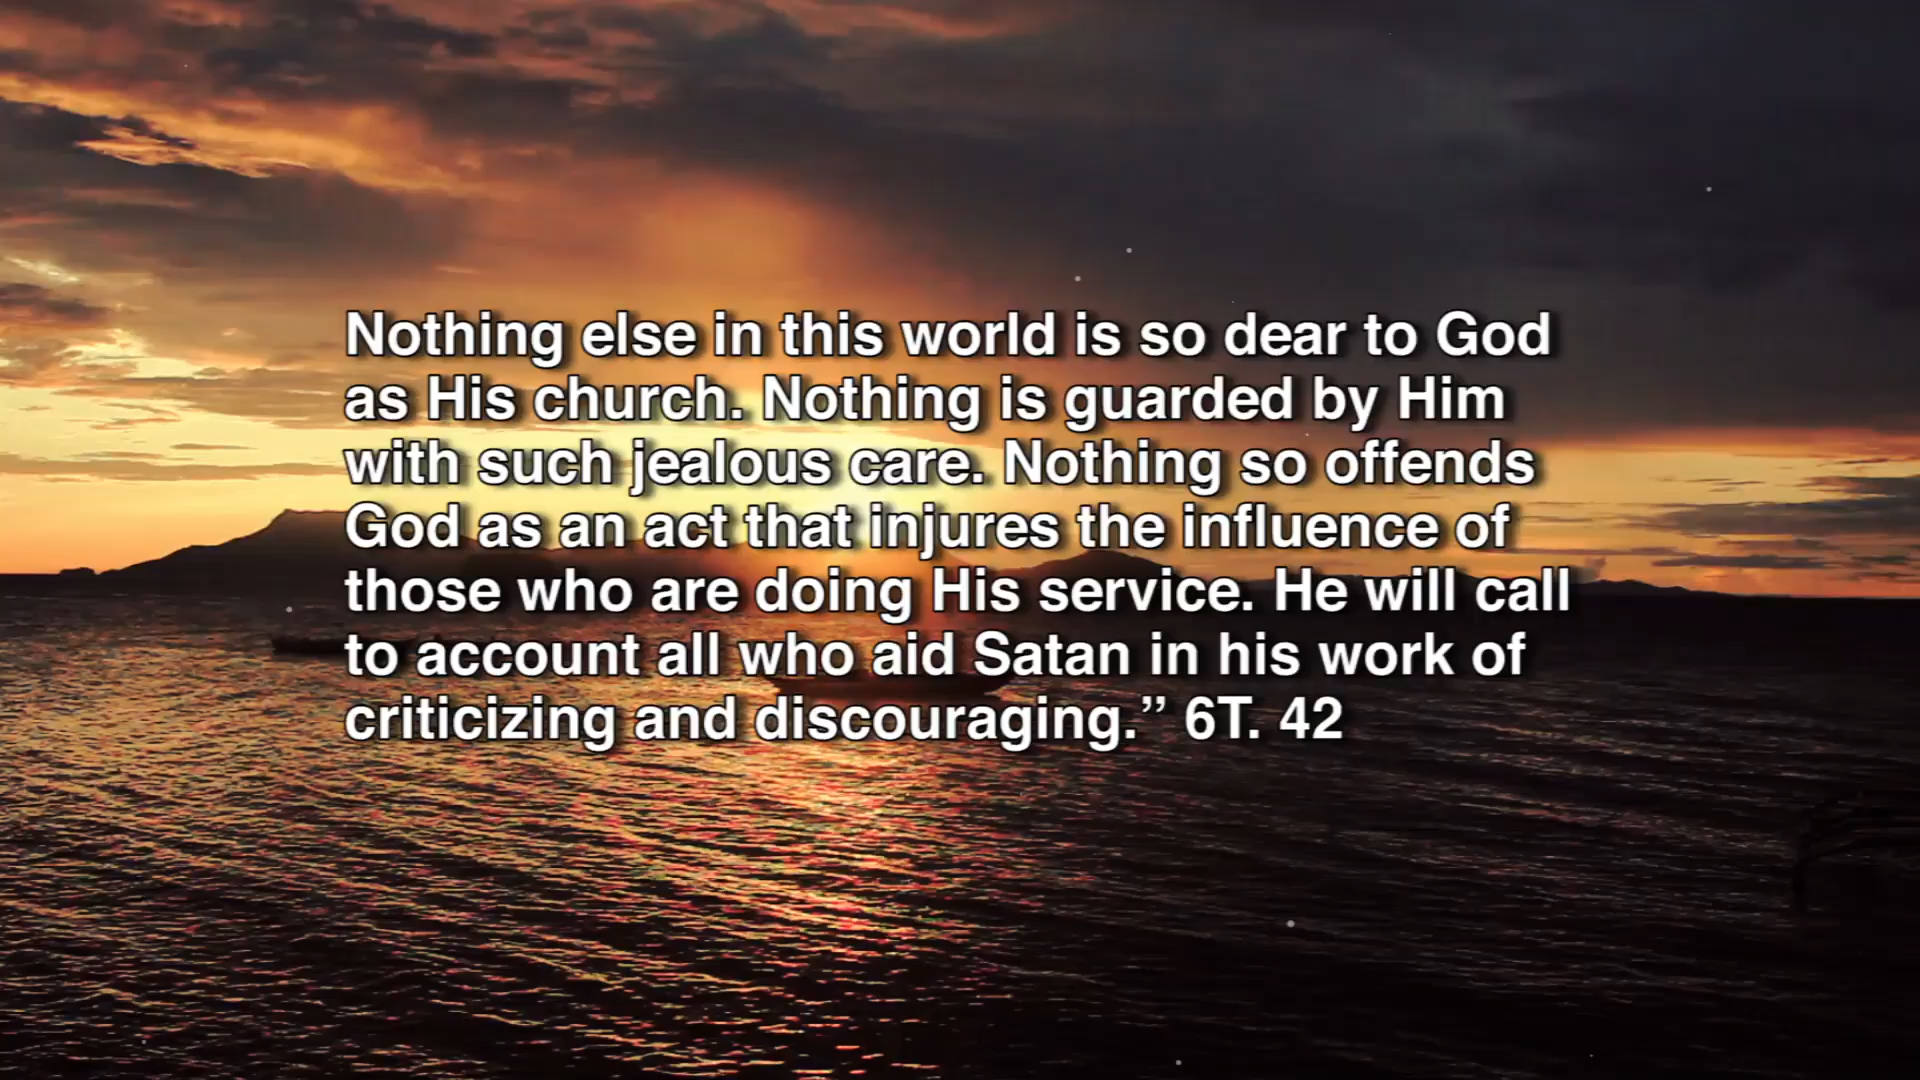 Nothing else in this world is so dear to God
as His church. Nothing is guarded by Him
with such jealous care. Nothing so offends
God as an act that injures the influence of
those who are doing His service. He will call
to account all who aid Satan in his work of
criticizing and discouraging.” 6T. 42